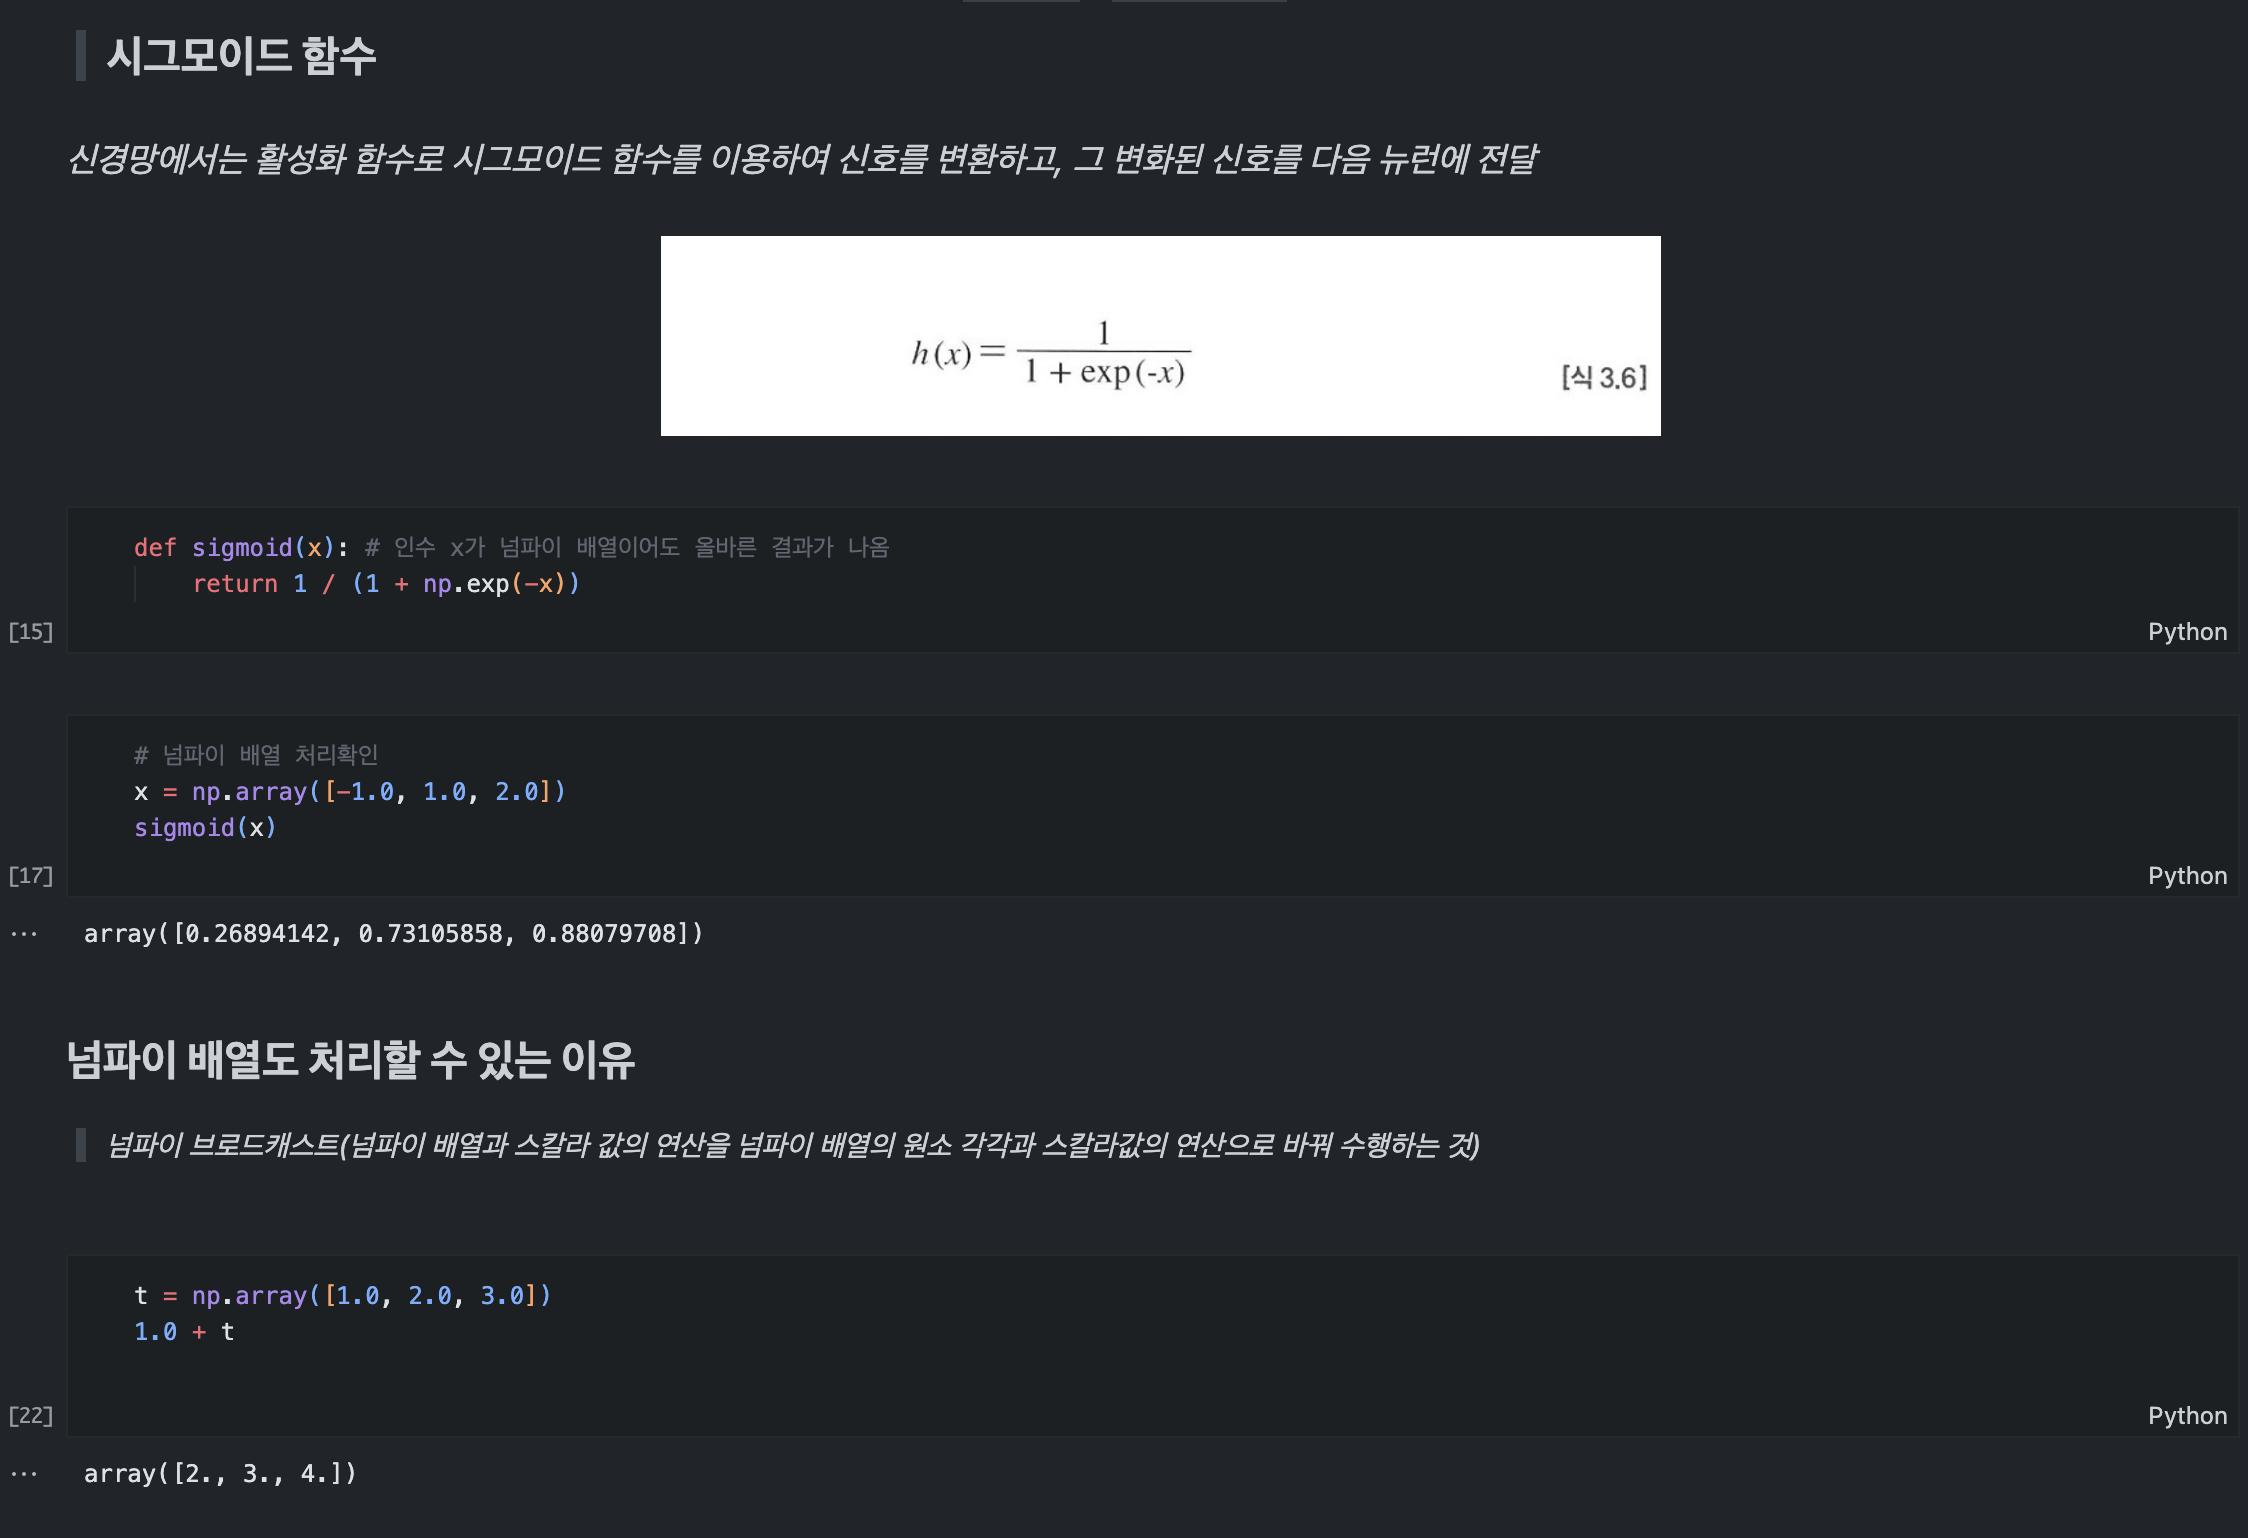 시그모이드 함수
신경망에서는 활성화 함수로 시그모이드 함수를 이용하여 신호를 변환하고, 그 변화된 신호를 다음 뉴런에 전달
h(x) = 1 / 1 + exp(-x)
[식 3.6]
def sigmoid(x): # 인수 x가 넘파이 배열이어도 올바른 결과가 나옴
    return 1 / (1 + np.exp(-x))
[15]
Python
# 넘파이 배열 처리확인
x = np.array([-1.0, 1.0, 2.0])
sigmoid(x)
[17]
Python
... array([0.26894142, 0.73105858, 0.88079708])
넘파이 배열도 처리할 수 있는 이유
넘파이 브로드캐스트(넘파이 배열과 스칼라 값의 연산을 넘파이 배열의 원소 각각과 스칼라값의 연산으로 바꿔 수행하는 것)
t = np.array([1.0, 2.0, 3.0])
1.0 + t
[22]
Python
... array([2., 3., 4.])